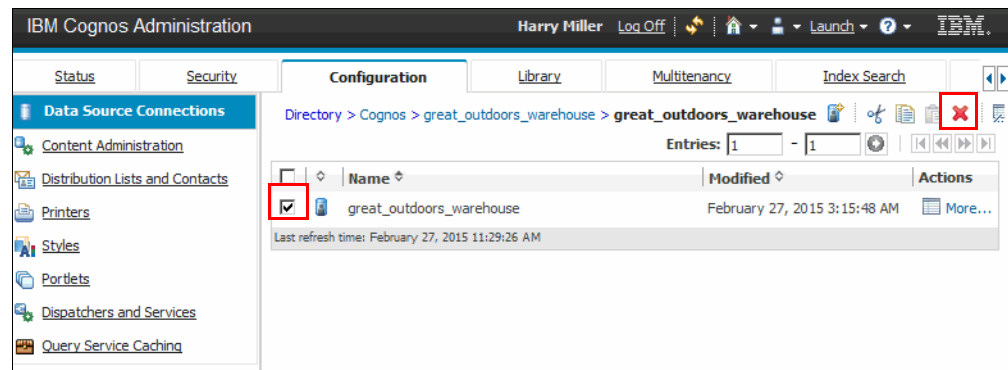 IBM Cognos Administration Harry Miller Log Off Launch ? IBM.
Status Security Configuration Library Multitenancy Index Search
Data Source Connections
Directory > Cognos > great_outdoors_warehouse > great_outdoors_warehouse
Content Administration
Entries: 1 - 1
Distribution Lists and Contacts
Name Modified Actions
Printers
great_outdoors_warehouse February 27, 2015 3:15:48 AM More...
Last refresh time: February 27, 2015 11:29:26 AM
Styles
Portlets
Dispatchers and Services
Query Service Caching